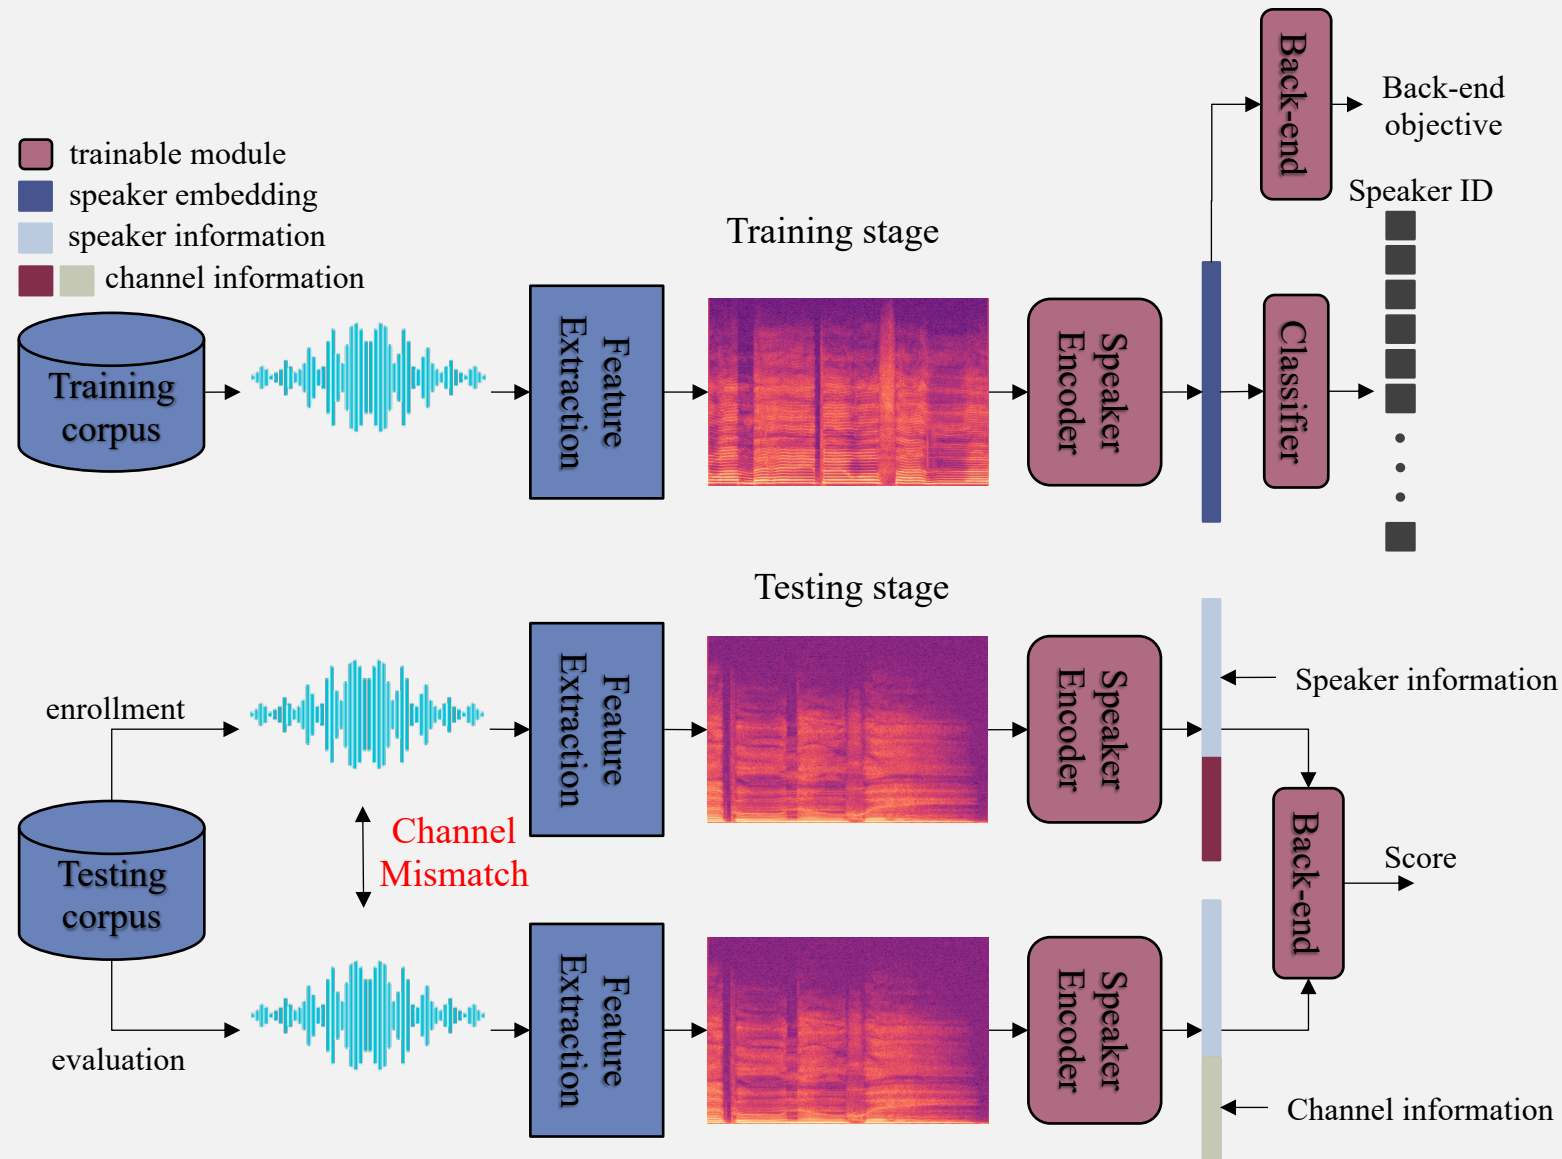 Back-end
Back-end
objective
trainable module
speaker embedding
speaker information
channel information
Speaker ID
Training stage
Training
corpus
Feature
Extraction
Speaker
Encoder
Classifier
Testing stage
enrollment
Feature
Extraction
Speaker
Encoder
Speaker information
Channel
Mismatch
Testing
corpus
Back-end
Score
evaluation
Feature
Extraction
Speaker
Encoder
Channel information